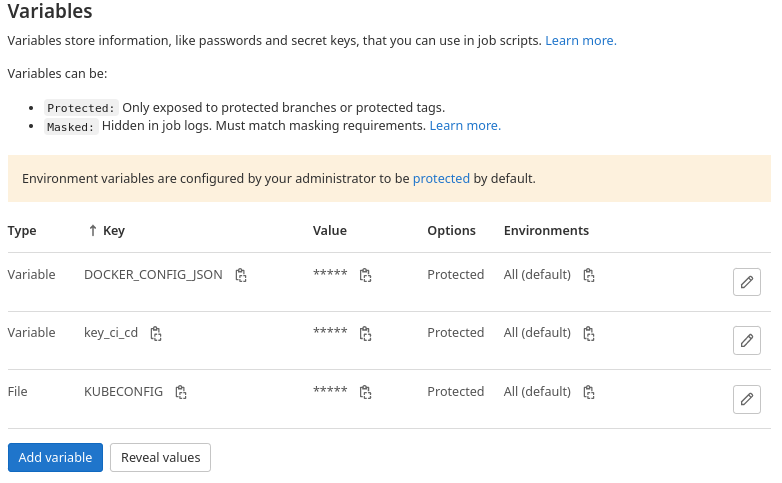 Variables
Variables store information, like passwords and secret keys, that you can use in job scripts. Learn more.
Variables can be:
Protected: Only exposed to protected branches or protected tags.
Masked: Hidden in job logs. Must match masking requirements. Learn more.
Environment variables are configured by your administrator to be protected by default.
Type ↑ Key Value Options Environments
Variable DOCKER_CONFIG_JSON ***** Protected All (default)
Variable key_ci_cd ***** Protected All (default)
File KUBECONFIG ***** Protected All (default)
Add variable Reveal values